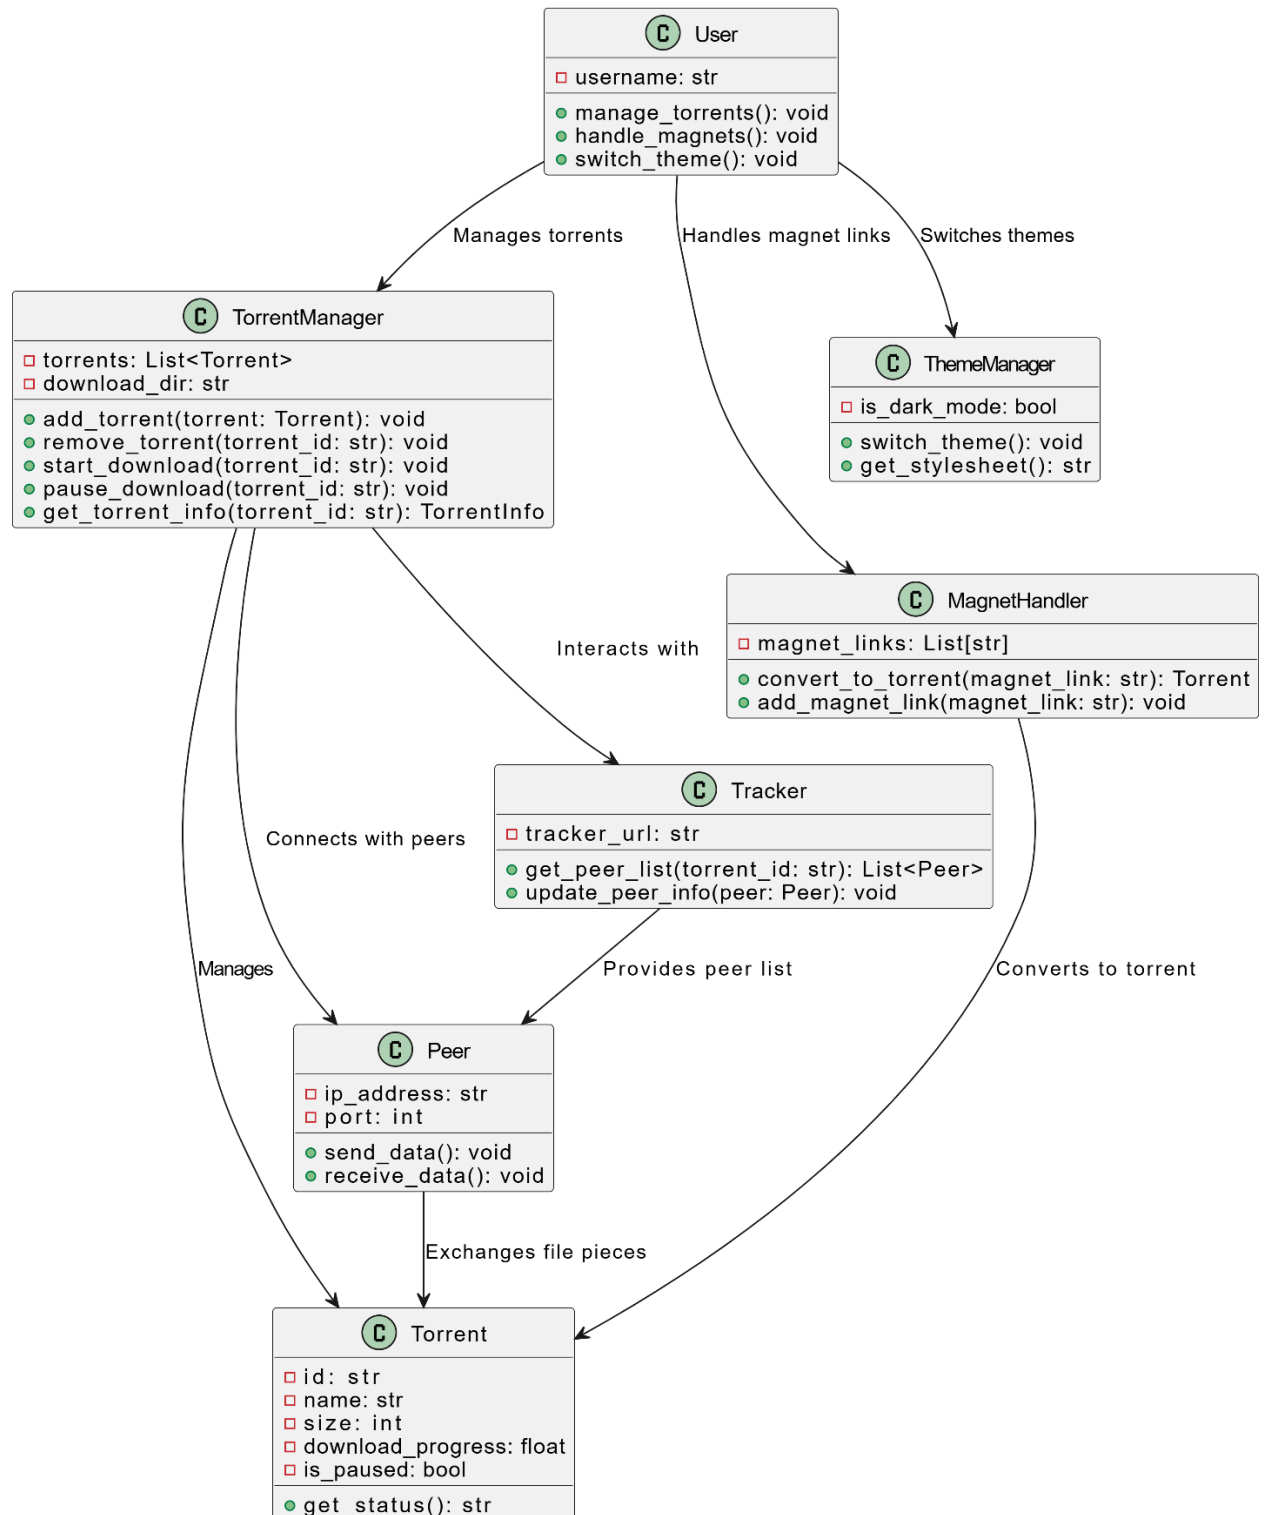 C User
username: str
manage_torrents(): void
handle_magnets(): void
switch_theme(): void
Manages torrents
Handles magnet links
Switches themes
C TorrentManager
torrents: List<Torrent>
download_dir: str
add_torrent(torrent: Torrent): void
remove_torrent(torrent_id: str): void
start_download(torrent_id: str): void
pause_download(torrent_id: str): void
get_torrent_info(torrent_id: str): TorrentInfo
C ThemeManager
is_dark_mode: bool
switch_theme(): void
get_stylesheet(): str
C MagnetHandler
magnet_links: List[str]
convert_to_torrent(magnet_link: str): Torrent
add_magnet_link(magnet_link: str): void
Interacts with
C Tracker
tracker_url: str
get_peer_list(torrent_id: str): List<Peer>
update_peer_info(peer: Peer): void
Connects with peers
Manages
Provides peer list
Converts to torrent
C Peer
ip_address: str
port: int
send_data(): void
receive_data(): void
Exchanges file pieces
C Torrent
id: str
name: str
size: int
download_progress: float
is_paused: bool
get_status(): str